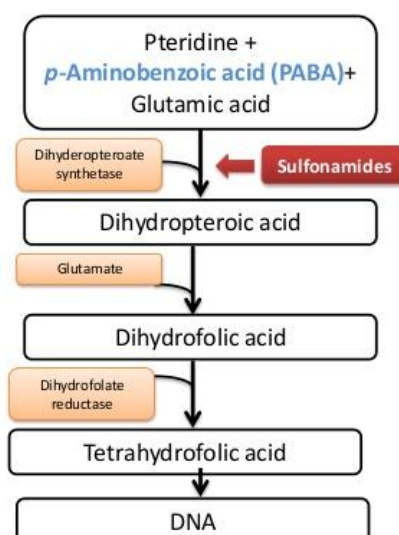 Pteridine +
p-Aminobenzoic acid (PABA)+
Glutamic acid
Dihyderopteroate
synthetase
Sulfonamides
Dihydropteroic acid
Glutamate
Dihydrofolic acid
Dihydrofolate
reductase
Tetrahydrofolic acid
DNA